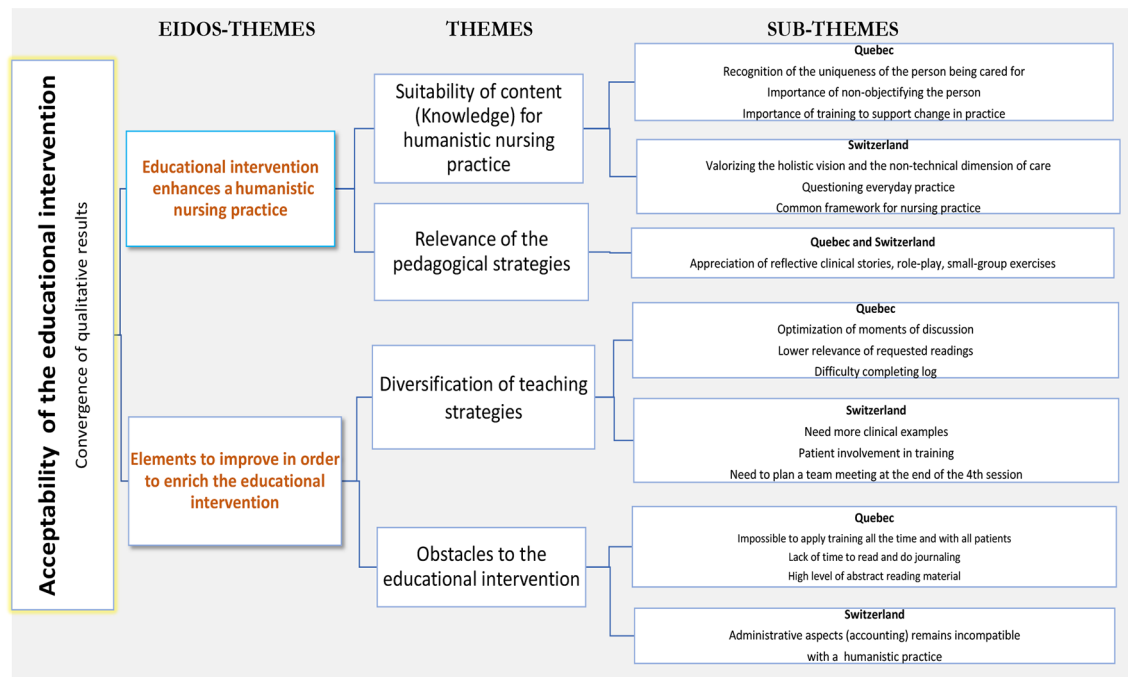 EIDOS-THEMES
THEMES
SUB-THEMES
Acceptability of the educational intervention
Convergence of qualitative results
Educational intervention
enhances a humanistic
nursing practice
Suitability of content
(Knowledge) for
humanistic nursing
practice
Quebec
Recognition of the uniqueness of the person being cared for
Importance of non-objectifying the person
Importance of training to support change in practice
Switzerland
Valorizing the holistic vision and the non-technical dimension of care
Questioning everyday practice
Common framework for nursing practice
Relevance of the
pedagogical strategies
Quebec and Switzerland
Appreciation of reflective clinical stories, role-play, small-group exercises
Elements to improve in order
to enrich the educational
intervention
Diversification of teaching
strategies
Quebec
Optimization of moments of discussion
Lower relevance of requested readings
Difficulty completing log
Switzerland
Need more clinical examples
Patient involvement in training
Need to plan a team meeting at the end of the 4th session
Obstacles to the
educational intervention
Quebec
Impossible to apply training all the time and with all patients
Lack of time to read and do journaling
High level of abstract reading material
Switzerland
Administrative aspects (accounting) remains incompatible
with a humanistic practice